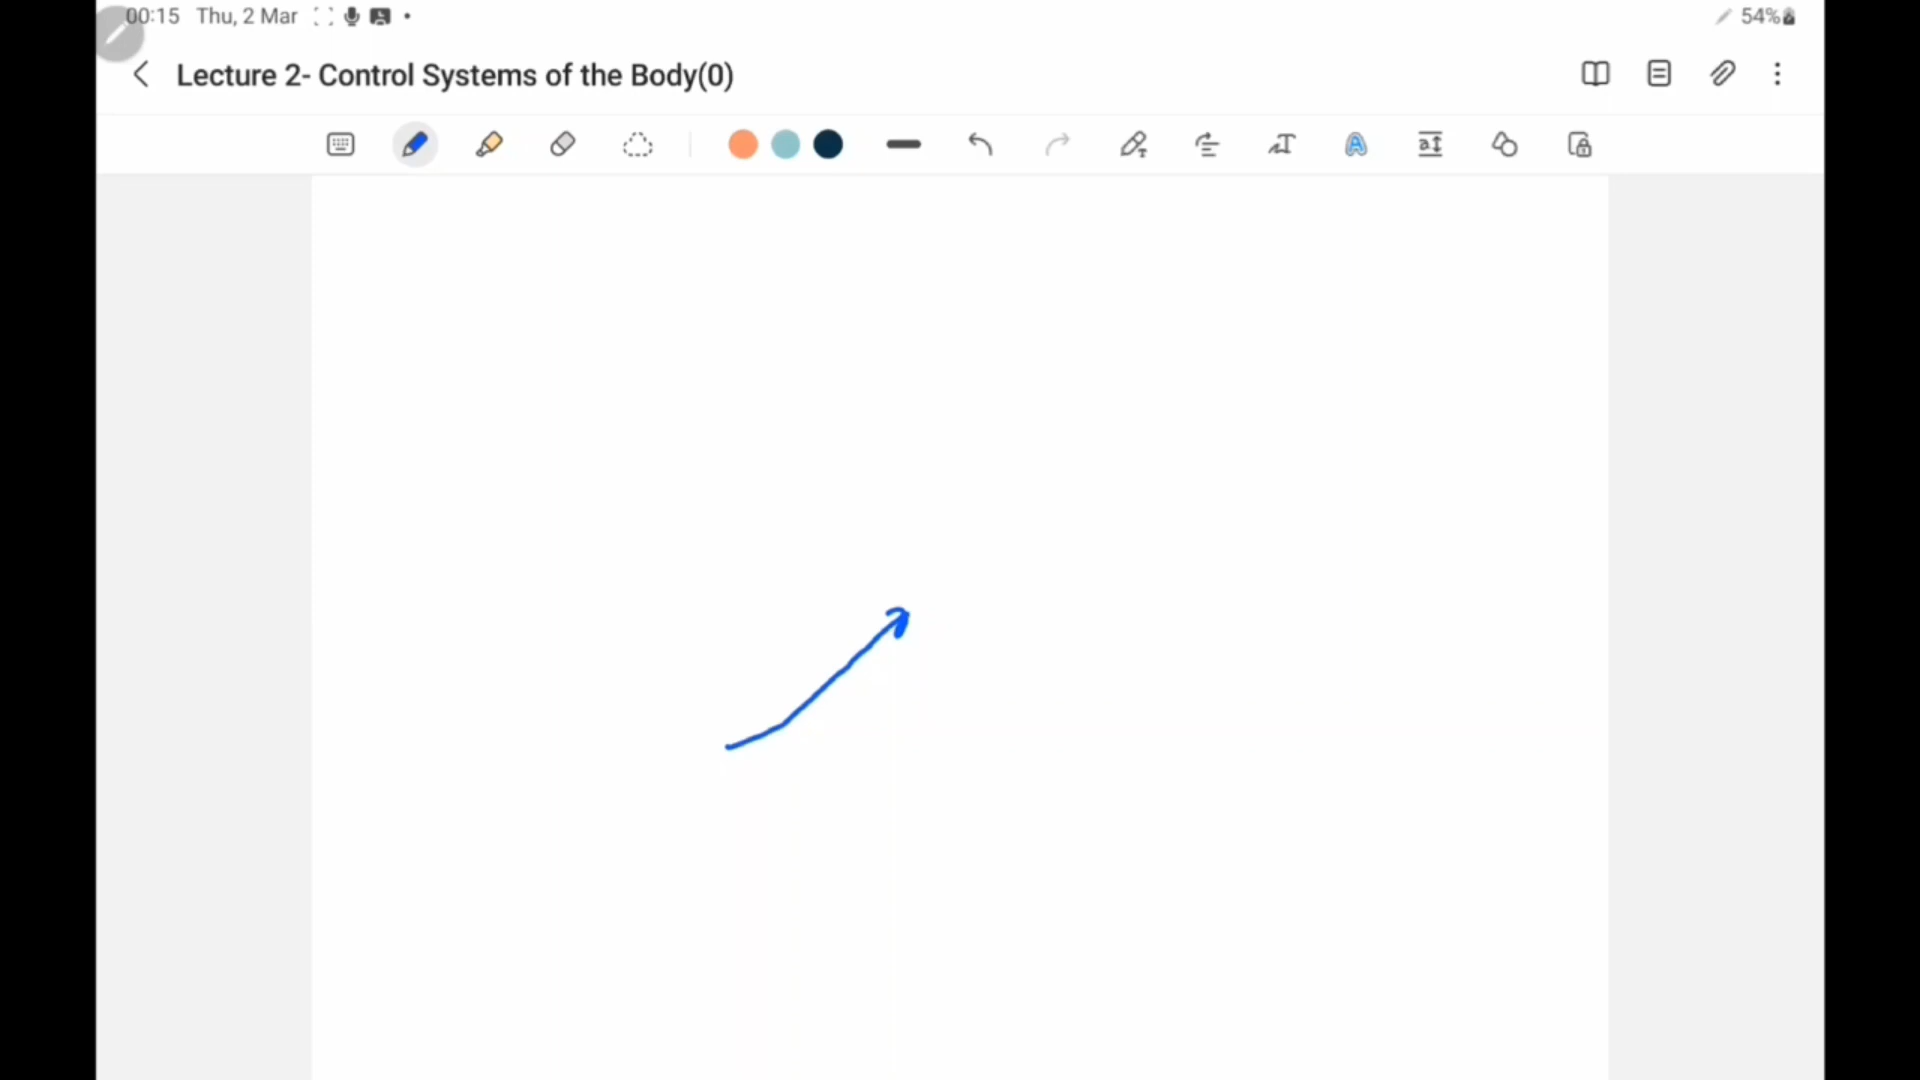 00:15 Thu, 2 Mar 54%
Lecture 2- Control Systems of the Body(0)